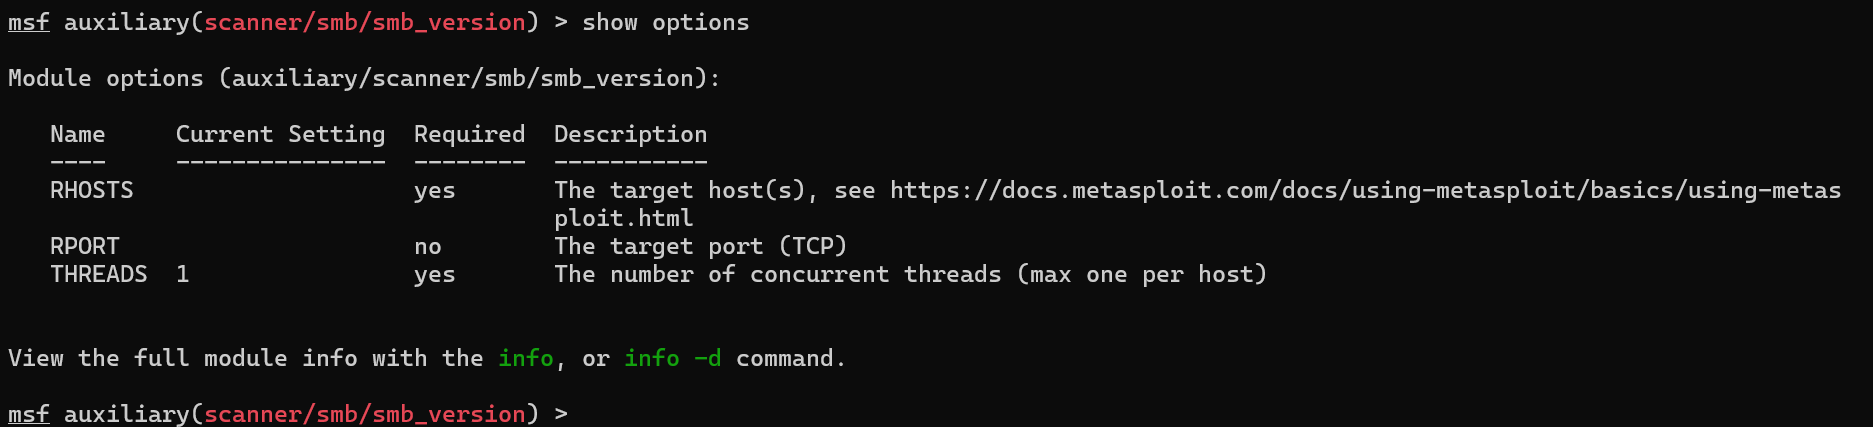 msf auxiliary(scanner/smb/smb_version) > show options
Module options (auxiliary/scanner/smb/smb_version):
Name Current Setting Required Description
---- --------------- -------- -----------
RHOSTS yes The target host(s), see https://docs.metasploit.com/docs/using-metasploit/basics/using-metas
ploit.html
RPORT no The target port (TCP)
THREADS 1 yes The number of concurrent threads (max one per host)
View the full module info with the info, or info -d command.
msf auxiliary(scanner/smb/smb_version) >